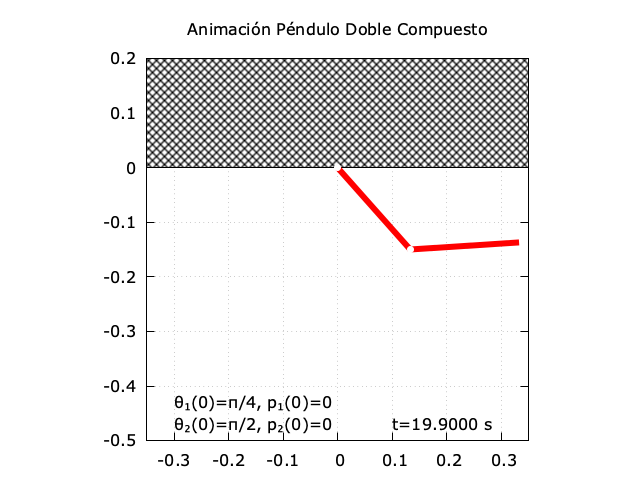 Animación Péndulo Doble Compuesto
0.2
0.1
0
-0.1
-0.2
-0.3
-0.4
-0.5
θ₁(0)=π/4, p₁(0)=0
θ₂(0)=π/2, p₂(0)=0 t=19.9000 s
-0.3 -0.2 -0.1 0 0.1 0.2 0.3